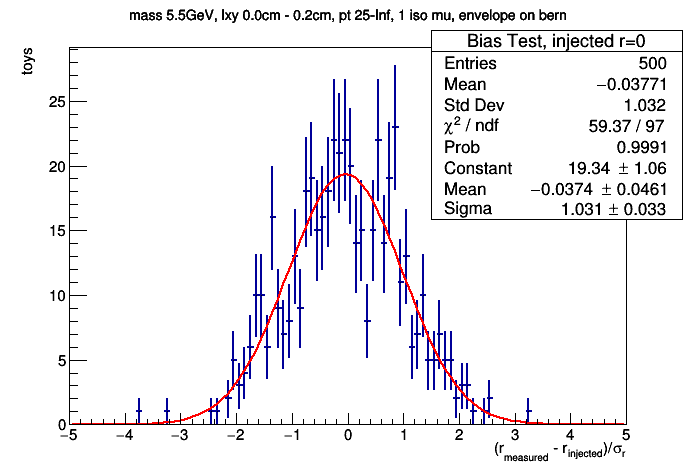 mass 5.5GeV, lxy 0.0cm - 0.2cm, pt 25-Inf, 1 iso mu, envelope on bern
Bias Test, injected r=0
Entries 500
Mean −0.03771
Std Dev 1.032
χ² / ndf 59.37 / 97
Prob 0.9991
Constant 19.34 ± 1.06
Mean −0.0374 ± 0.0461
Sigma 1.031 ± 0.033
toys
25
20
15
10
5
0
−5 −4 −3 −2 −1 0 1 2 3 4 5
(r_measured - r_injected)/σ_r